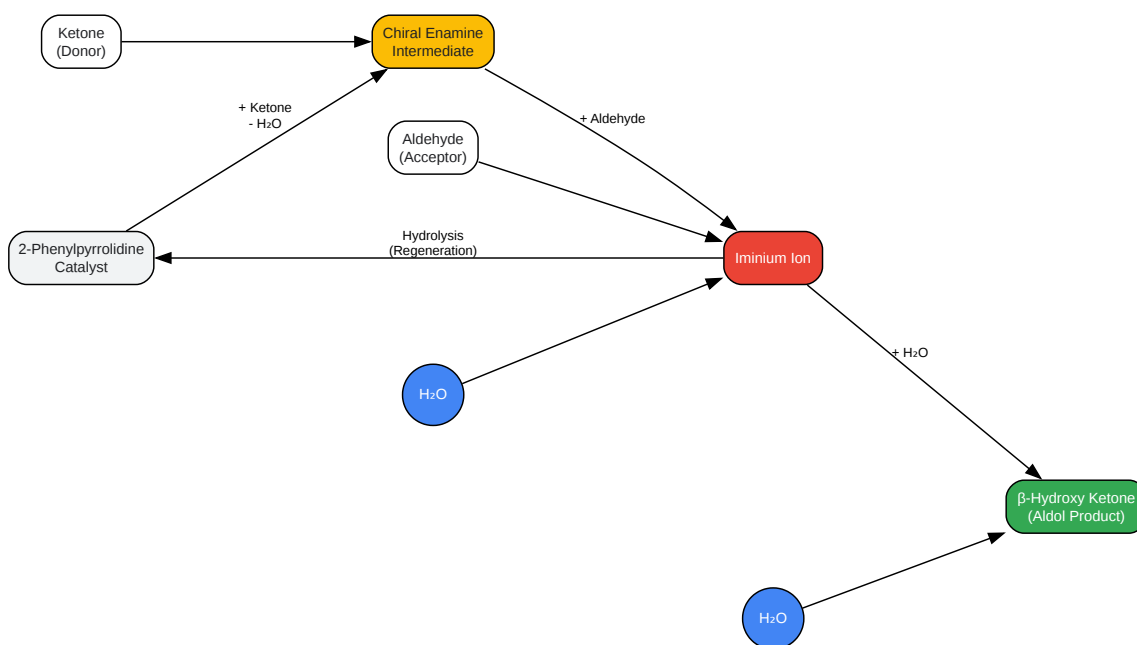 Ketone
(Donor)
Chiral Enamine
Intermediate
+ Ketone
- H₂O
+ Aldehyde
Aldehyde
(Acceptor)
2-Phenylpyrrolidine
Catalyst
Hydrolysis
(Regeneration)
Iminium Ion
+ H₂O
H₂O
β-Hydroxy Ketone
(Aldol Product)
H₂O